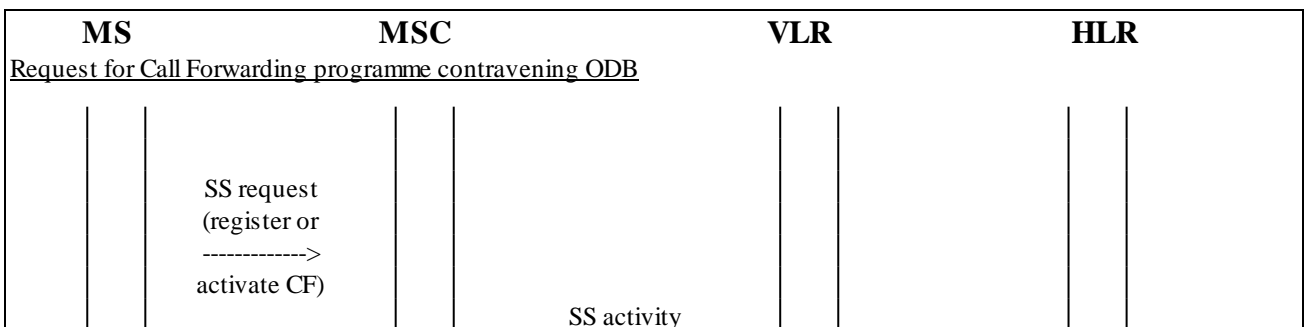 MS MSC VLR HLR
Request for Call Forwarding programme contravening ODB
SS request
(register or
------------->
activate CF)
SS activity